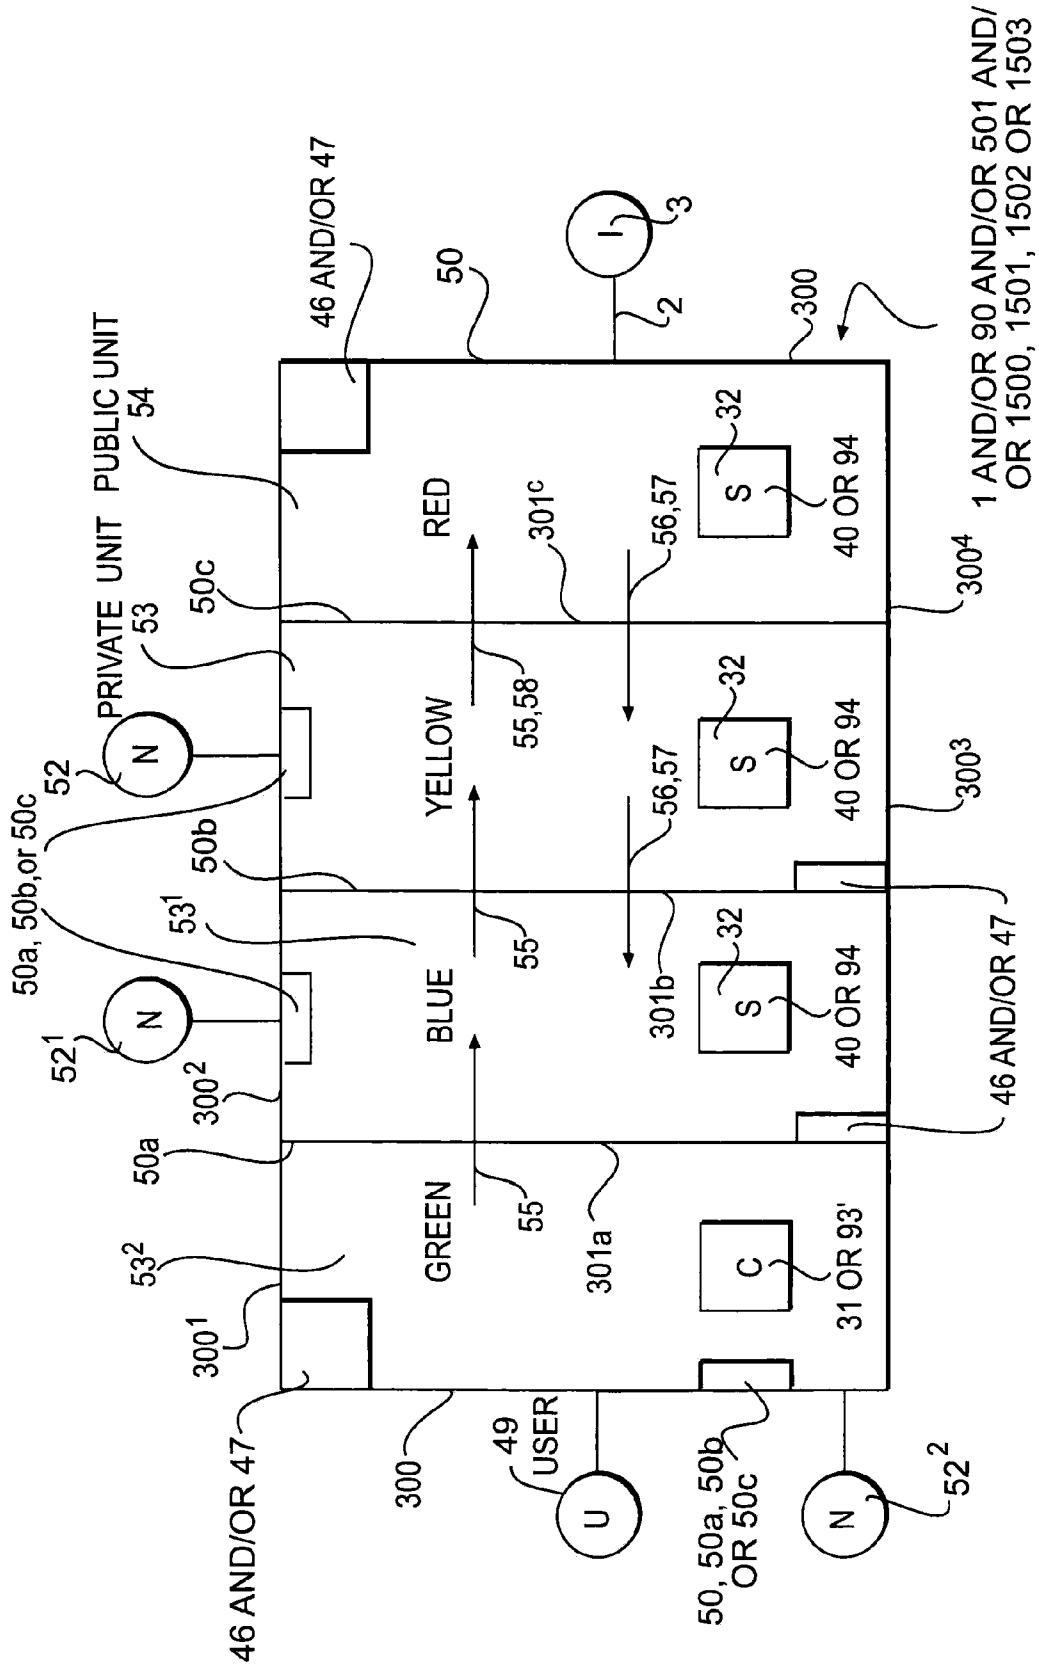 PRIVATE UNIT PUBLIC UNIT
53
54
50a, 50b, or 50c
52¹
N
52
N
46 AND/OR 47
300¹
53²
50a
300²
53¹
50b
50c
46 AND/OR 47
50
300
GREEN
BLUE
YELLOW
RED
55
55
55,58
49
USER
U
301a
301b
56,57
301ᶜ
56,57
2
I
3
50, 50a, 50b
OR 50c
C
S
32
S
32
S
32
300
31 OR 93'
40 OR 94
40 OR 94
40 OR 94
N
52²
46 AND/OR 47
300³
300⁴
1 AND/OR 90 AND/OR 501 AND/
OR 1500, 1501, 1502 OR 1503